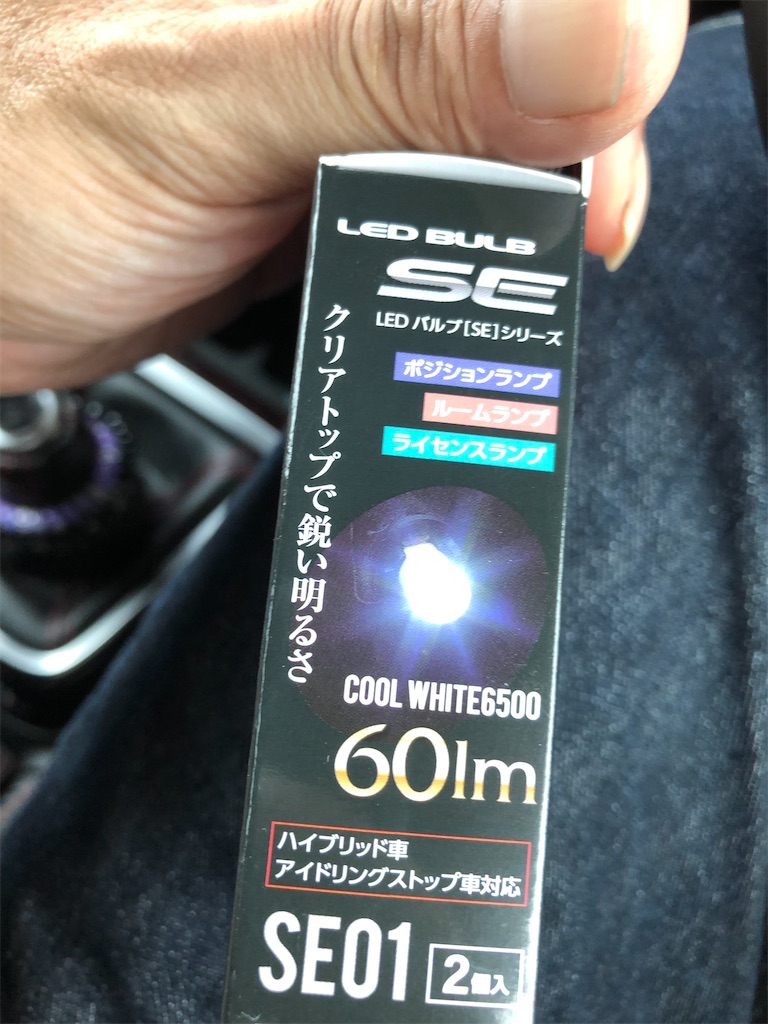 LED BULB
SE
LED バルブ[SE]シリーズ
ポジションランプ
ルームランプ
ライセンスランプ
クリアトップで鋭い明るさ
COOL WHITE6500
60lm
ハイブリッド車
アイドリングストップ車対応
SE01
2個入